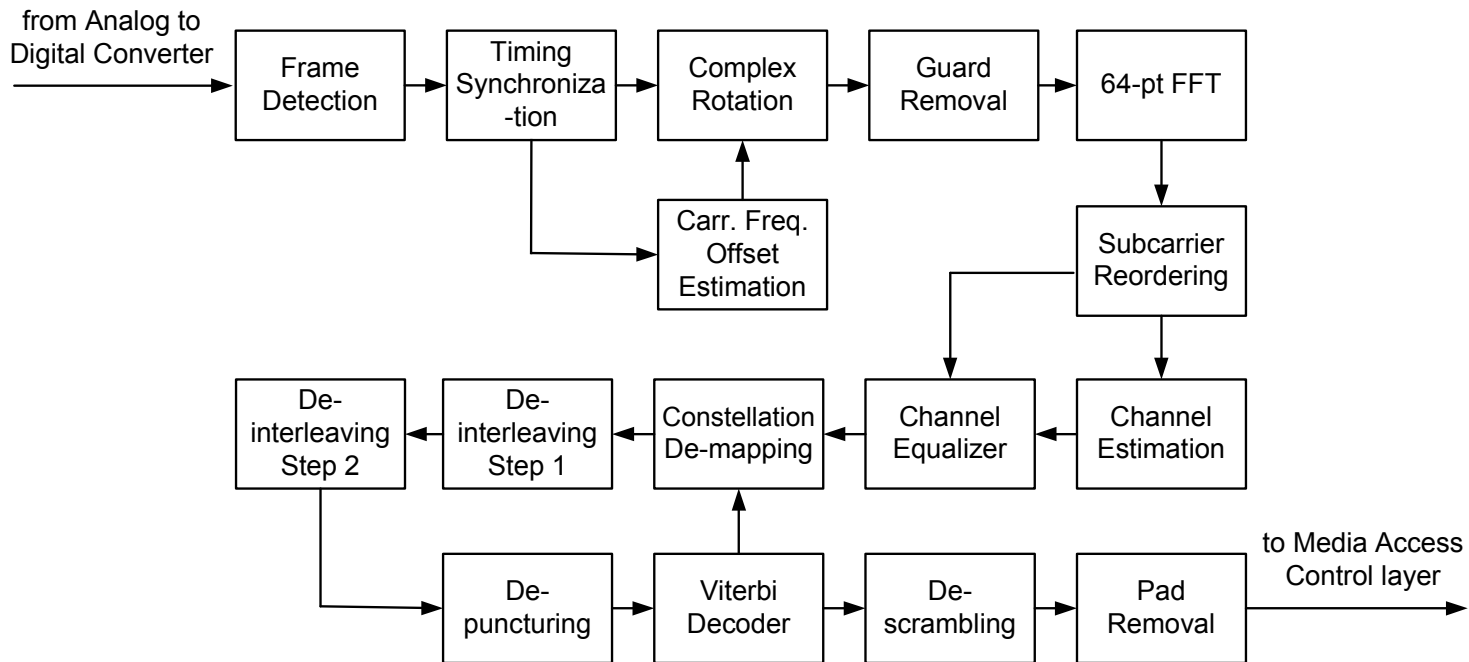 from Analog to
Digital Converter
Frame
Detection
Timing
Synchroniza
-tion
Complex
Rotation
Guard
Removal
64-pt FFT
Carr. Freq.
Offset
Estimation
Subcarrier
Reordering
De-
interleaving
Step 2
De-
interleaving
Step 1
Constellation
De-mapping
Channel
Equalizer
Channel
Estimation
De-
puncturing
Viterbi
Decoder
De-
scrambling
Pad
Removal
to Media Access
Control layer